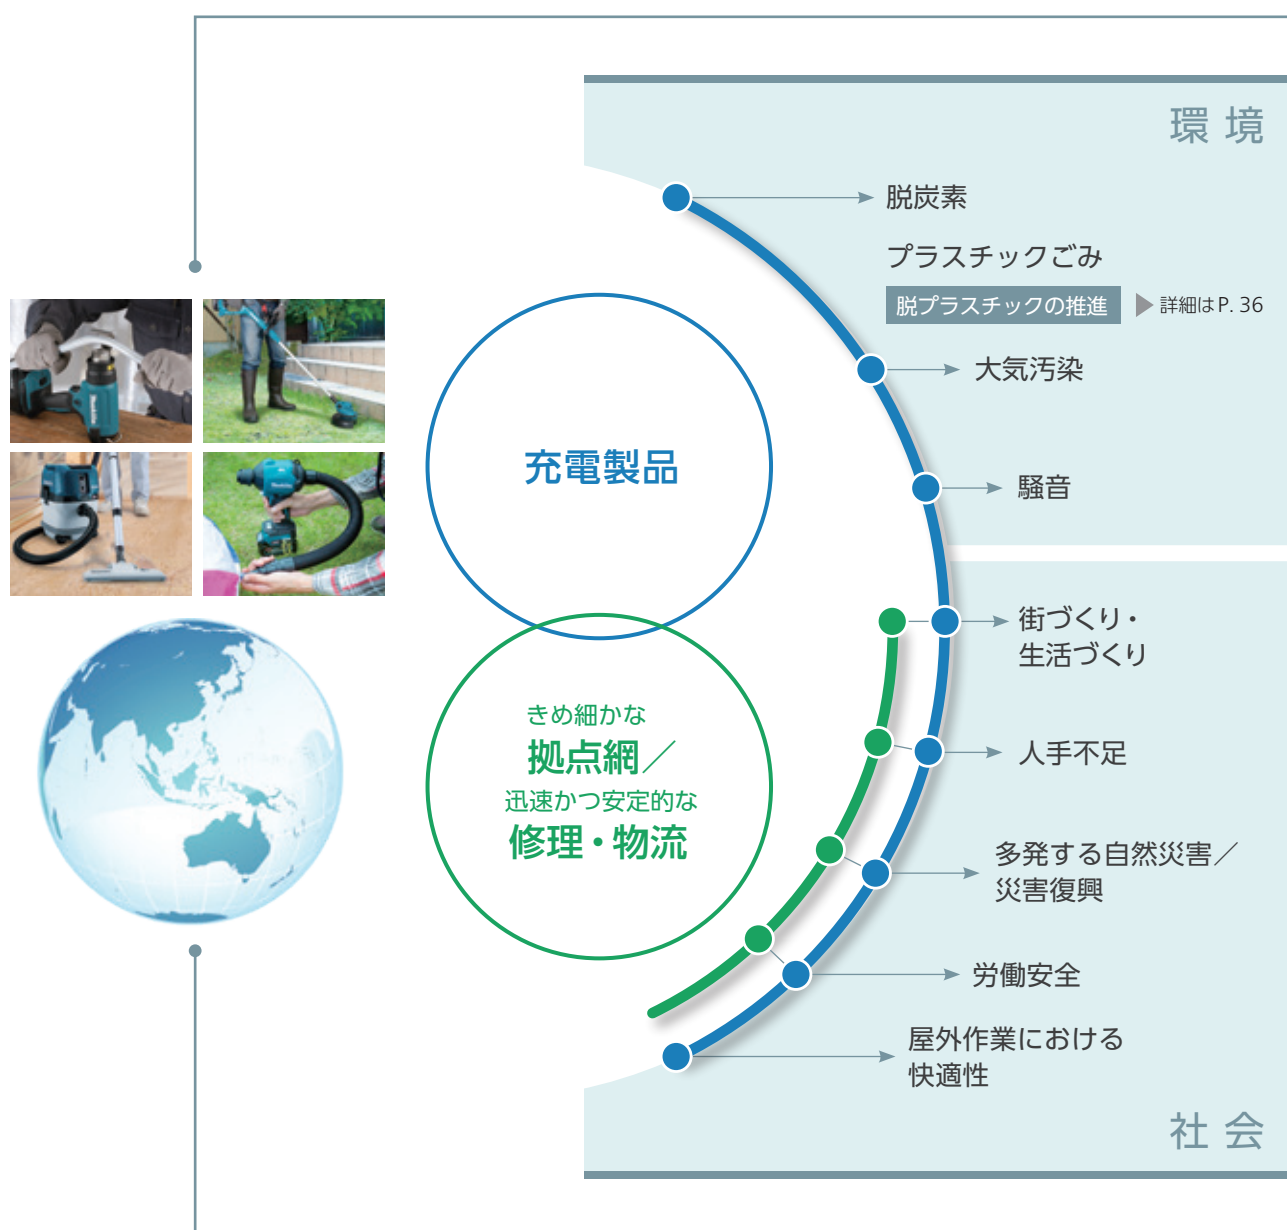 環境
脱炭素
プラスチックごみ
脱プラスチックの推進 ▶ 詳細はP. 36
大気汚染
充電製品
騒音
街づくり・
生活づくり
きめ細かな
拠点網／
迅速かつ安定的な
修理・物流
人手不足
多発する自然災害／
災害復興
労働安全
屋外作業における
快適性
社会